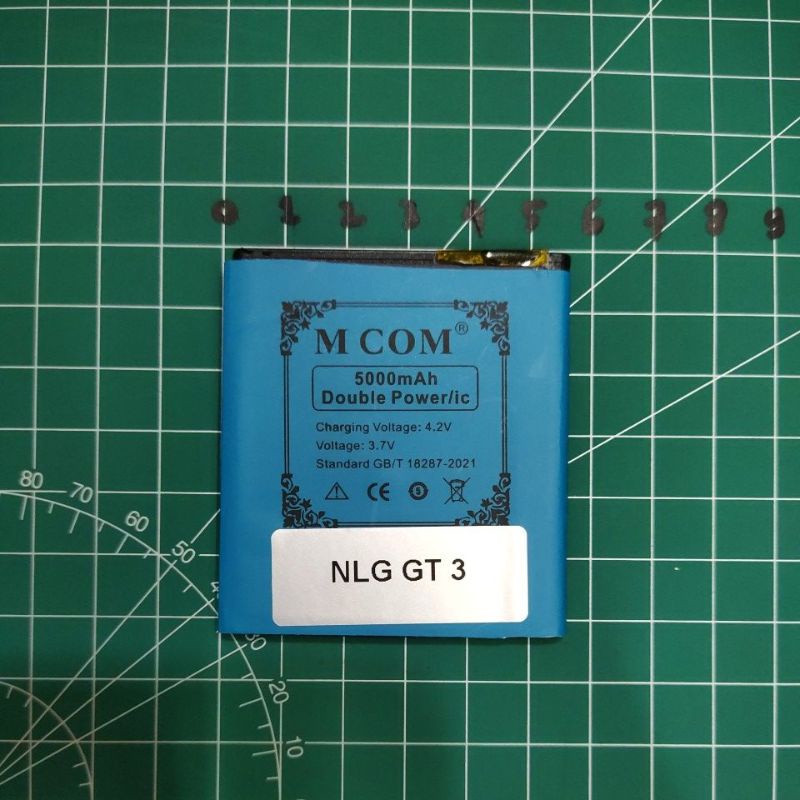 0 1 2 3 4 5 6 7 8 9
M COM®
5000mAh
Double Power/ic
Charging Voltage: 4.2V
Voltage: 3.7V
Standard GB/T 18287-2021
CE
NLG GT 3
80
70
60
50
30
20
10